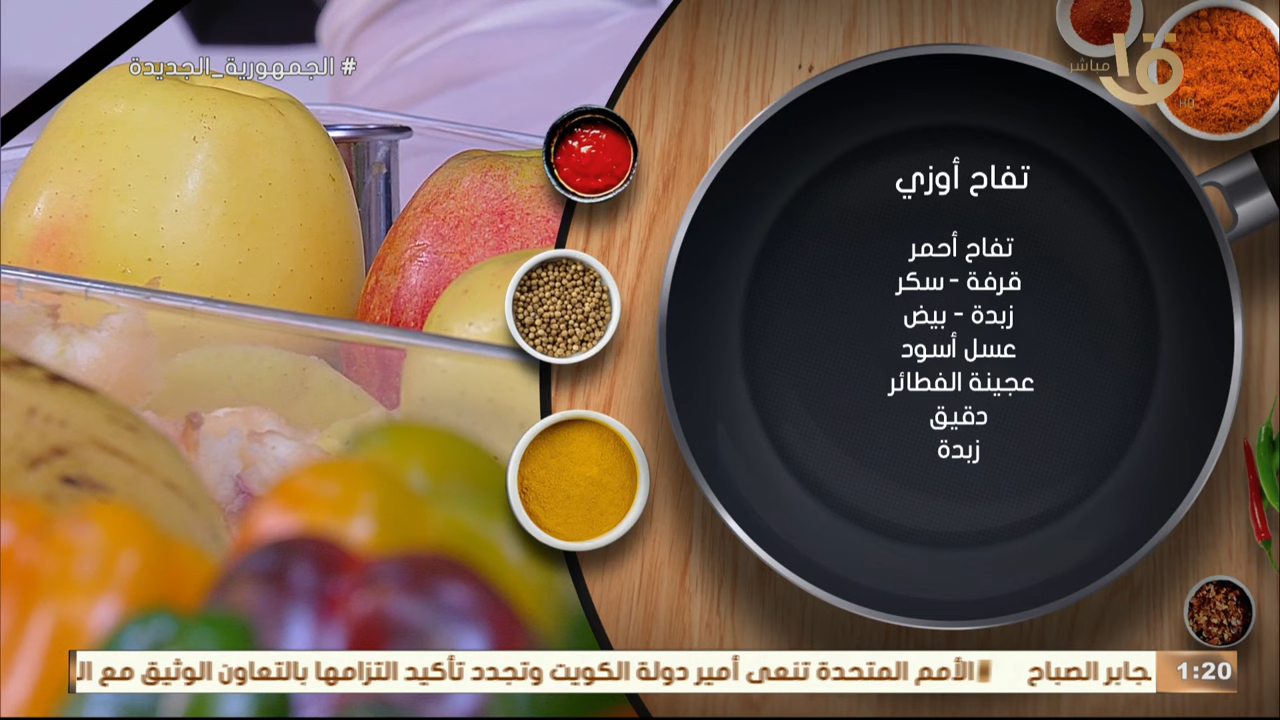 # الجمهورية_الجديدة
مباشر
HD
تفاح أوزي
تفاح أحمر
قرفة - سكر
زبدة - بيض
عسل أسود
عجينة الفطائر
دقيق
زبدة
جابر الصباح الأمم المتحدة تنعى أمير دولة الكويت وتجدد تأكيد التزامها بالتعاون الوثيق مع
1:20